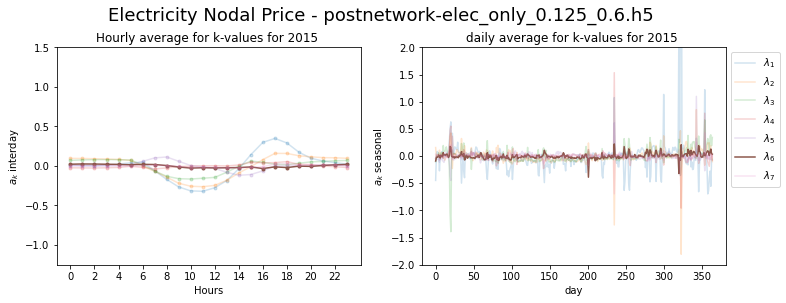 Electricity Nodal Price - postnetwork-elec_only_0.125_0.6.h5
Hourly average for k-values for 2015
1.5
1.0
0.5
0.0
−0.5
−1.0
a_k interday
0 2 4 6 8 10 12 14 16 18 20 22
Hours
daily average for k-values for 2015
2.0
1.5
1.0
0.5
0.0
−0.5
−1.0
−1.5
−2.0
a_k seasonal
0 50 100 150 200 250 300 350
day
λ₁
λ₂
λ₃
λ₄
λ₅
λ₆
λ₇